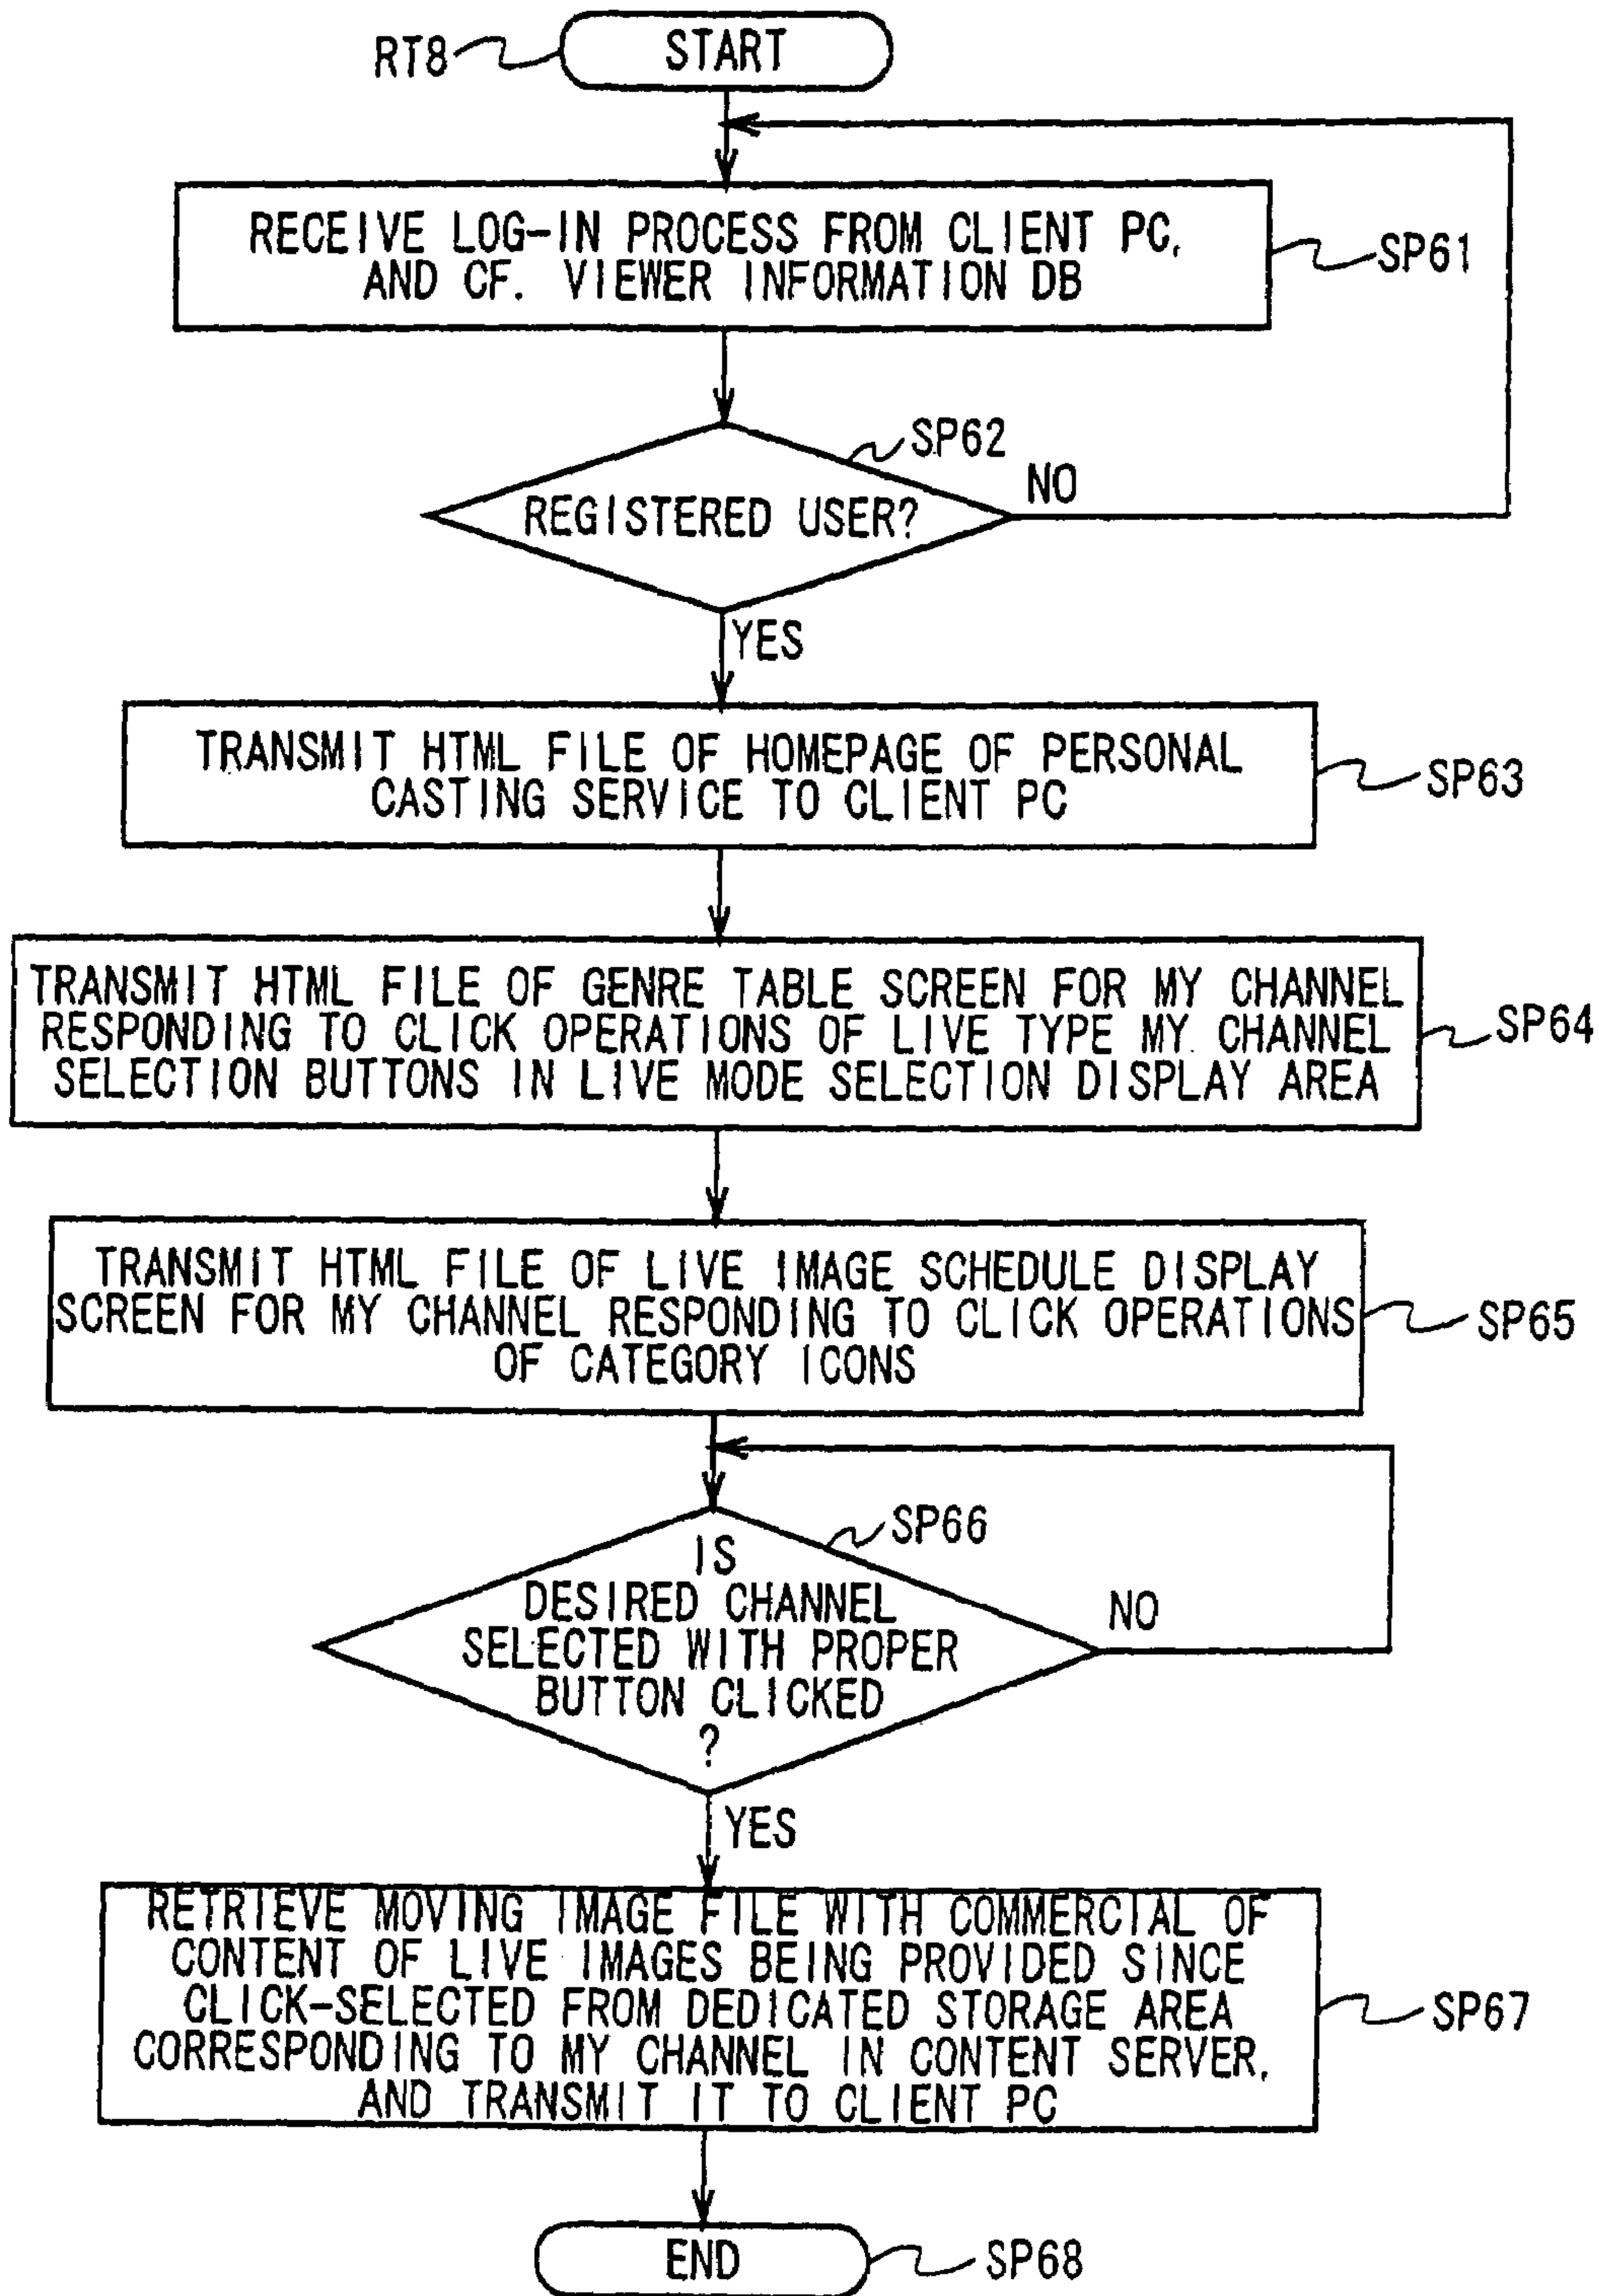 RT8
START
RECEIVE LOG-IN PROCESS FROM CLIENT PC,
AND CF. VIEWER INFORMATION DB
SP61
SP62
REGISTERED USER?
NO
YES
TRANSMIT HTML FILE OF HOMEPAGE OF PERSONAL
CASTING SERVICE TO CLIENT PC
SP63
TRANSMIT HTML FILE OF GENRE TABLE SCREEN FOR MY CHANNEL
RESPONDING TO CLICK OPERATIONS OF LIVE TYPE MY CHANNEL
SELECTION BUTTONS IN LIVE MODE SELECTION DISPLAY AREA
SP64
TRANSMIT HTML FILE OF LIVE IMAGE SCHEDULE DISPLAY
SCREEN FOR MY CHANNEL RESPONDING TO CLICK OPERATIONS
OF CATEGORY ICONS
SP65
SP66
IS
DESIRED CHANNEL
SELECTED WITH PROPER
BUTTON CLICKED
?
NO
YES
RETRIEVE MOVING IMAGE FILE WITH COMMERCIAL OF
CONTENT OF LIVE IMAGES BEING PROVIDED SINCE
CLICK-SELECTED FROM DEDICATED STORAGE AREA
CORRESPONDING TO MY CHANNEL IN CONTENT SERVER,
AND TRANSMIT IT TO CLIENT PC
SP67
END
SP68